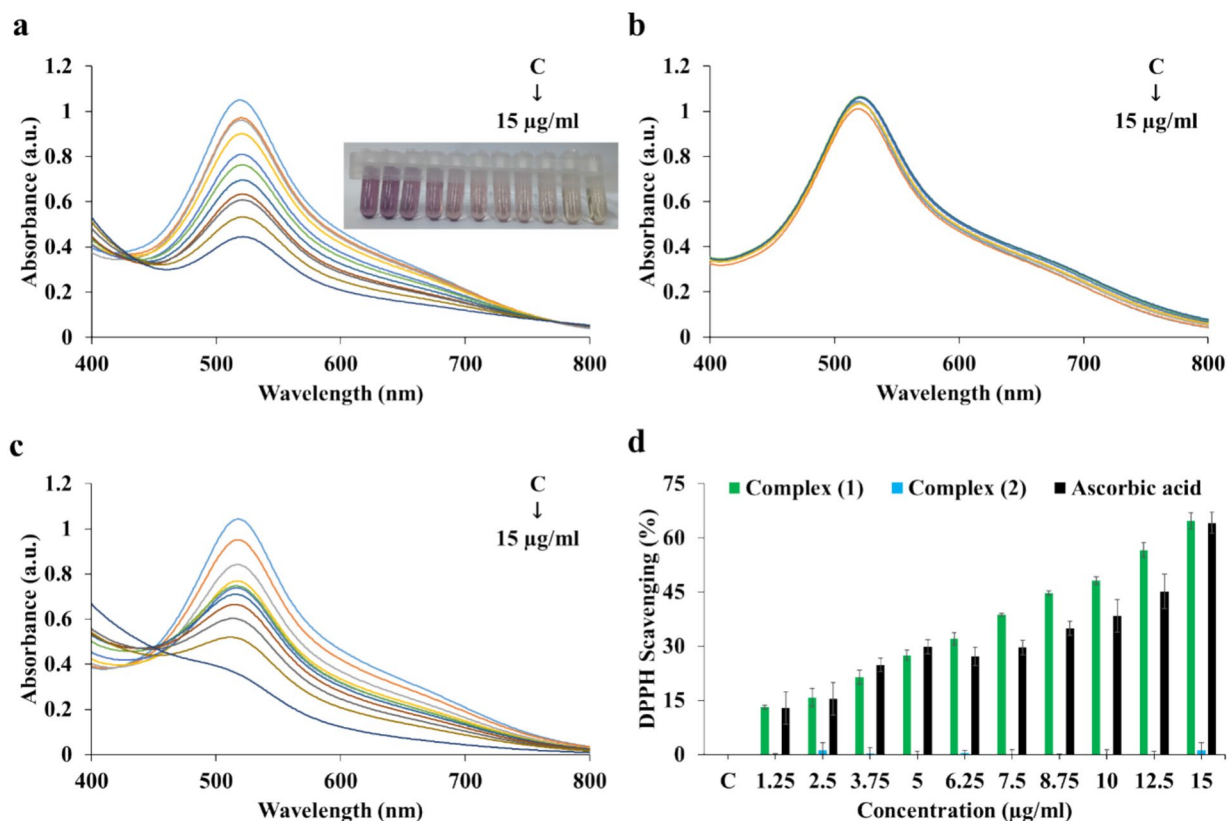 a
1.2
1
0.8
0.6
0.4
0.2
0
Absorbance (a.u.)
C
↓
15 µg/ml
400 500 600 700 800
Wavelength (nm)
b
1.2
1
0.8
0.6
0.4
0.2
0
Absorbance (a.u.)
C
↓
15 µg/ml
400 500 600 700 800
Wavelength (nm)
c
1.2
1
0.8
0.6
0.4
0.2
0
Absorbance (a.u.)
C
↓
15 µg/ml
400 500 600 700 800
Wavelength (nm)
d
Complex (1) Complex (2) Ascorbic acid
75
60
45
30
15
0
DPPH Scavenging (%)
C 1.25 2.5 3.75 5 6.25 7.5 8.75 10 12.5 15
Concentration (µg/ml)